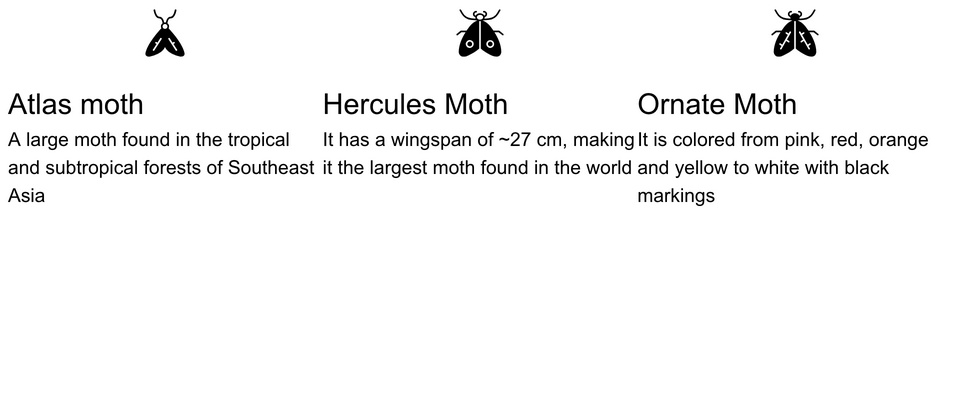 Atlas moth
A large moth found in the tropical
and subtropical forests of Southeast
Asia
Hercules Moth
It has a wingspan of ~27 cm, making
it the largest moth found in the world
Ornate Moth
It is colored from pink, red, orange
and yellow to white with black
markings